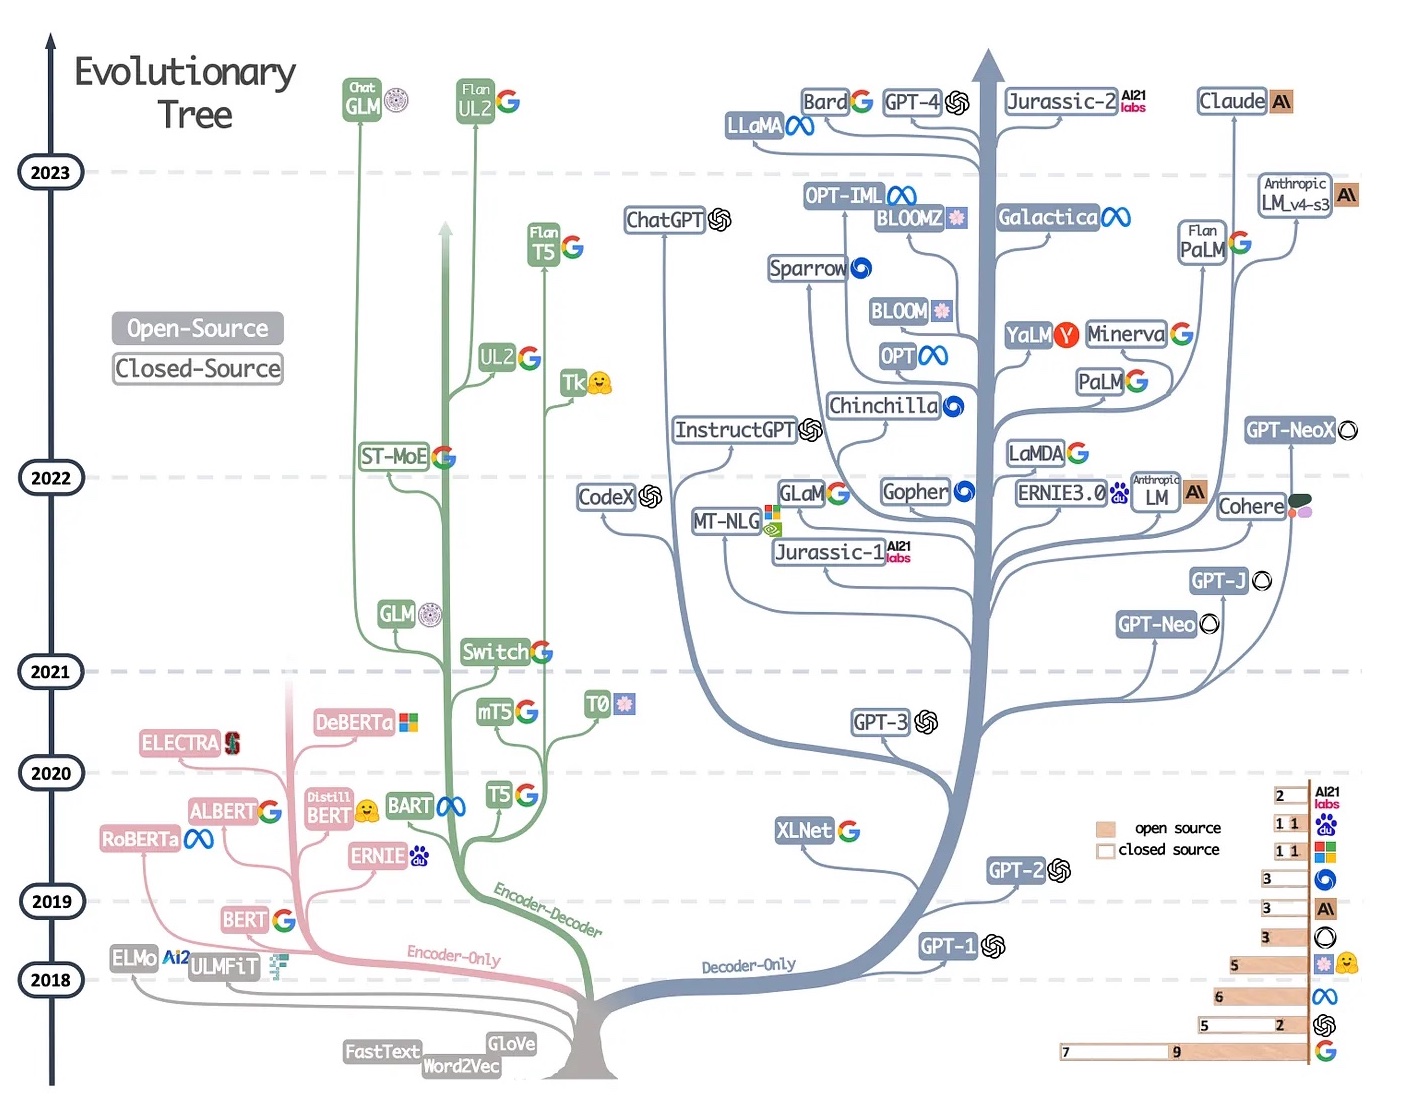 Evolutionary
Tree
Chat
GLM
Flan
UL2
Bard
GPT-4
Jurassic-2
AI21
labs
Claude
A\
LLaMA
2023
Anthropic
LM_v4-s3
A\
OPT-IML
BLOOMZ
Galactica
ChatGPT
Flan
T5
Flan
PaLM
Sparrow
Open-Source
Closed-Source
BLOOM
YaLM
Y
Minerva
UL2
OPT
Tk
PaLM
Chinchilla
InstructGPT
GPT-NeoX
ST-MoE
LaMDA
2022
CodeX
GLaM
Gopher
ERNIE3.0
du
Anthropic
LM
A\
Cohere
MT-NLG
Jurassic-1
AI21
labs
GPT-J
GLM
GPT-Neo
Switch
2021
mT5
T0
DeBERTa
GPT-3
ELECTRA
S
2020
Distill
BERT
BART
T5
ALBERT
RoBERTa
XLNet
ERNIE
du
GPT-2
2019
Encoder-Decoder
BERT
GPT-1
ELMo
Ai2
ULMFiT
Encoder-Only
Decoder-Only
2018
GloVe
FastText
Word2Vec
open source
closed source
2
AI21
labs
1 1
du
1 1
3
3
A\
3
5
6
5 2
7 9